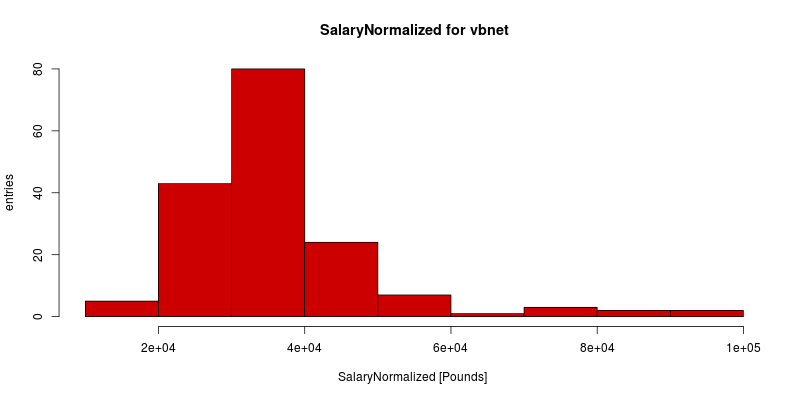 SalaryNormalized for vbnet
80
60
40
20
0
entries
2e+04 4e+04 6e+04 8e+04 1e+05
SalaryNormalized [Pounds]